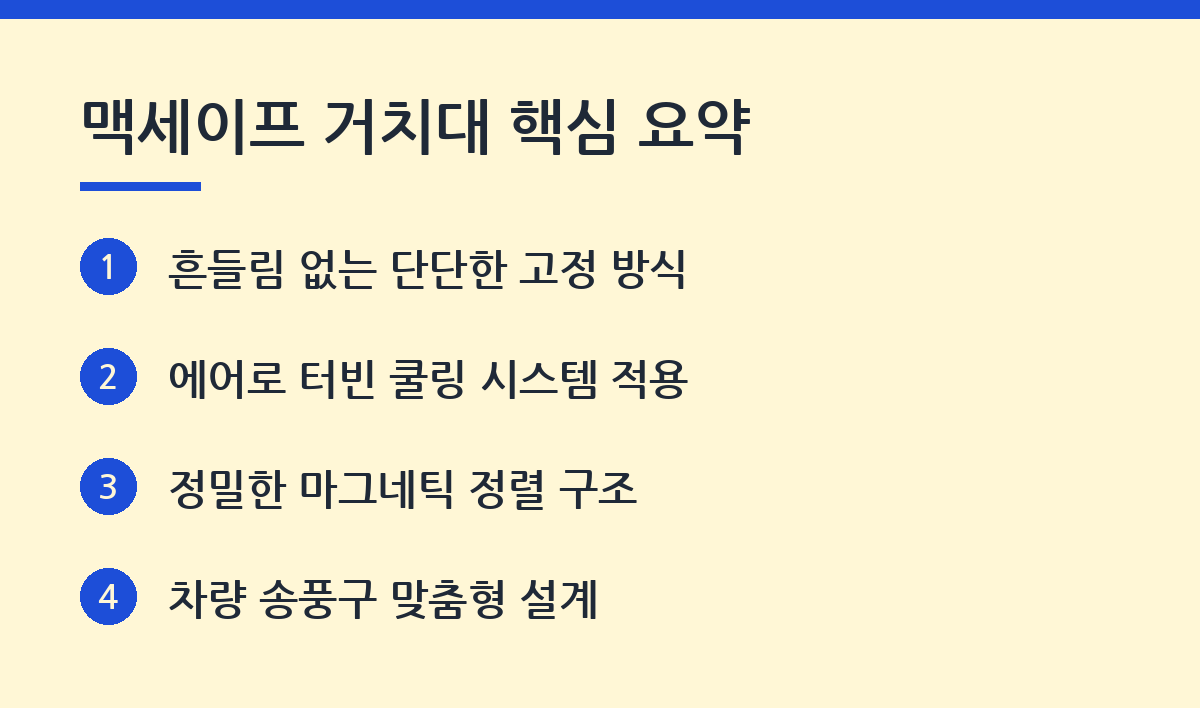 맥세이프 거치대 핵심 요약
1 흔들림 없는 단단한 고정 방식
2 에어로 터빈 쿨링 시스템 적용
3 정밀한 마그네틱 정렬 구조
4 차량 송풍구 맞춤형 설계